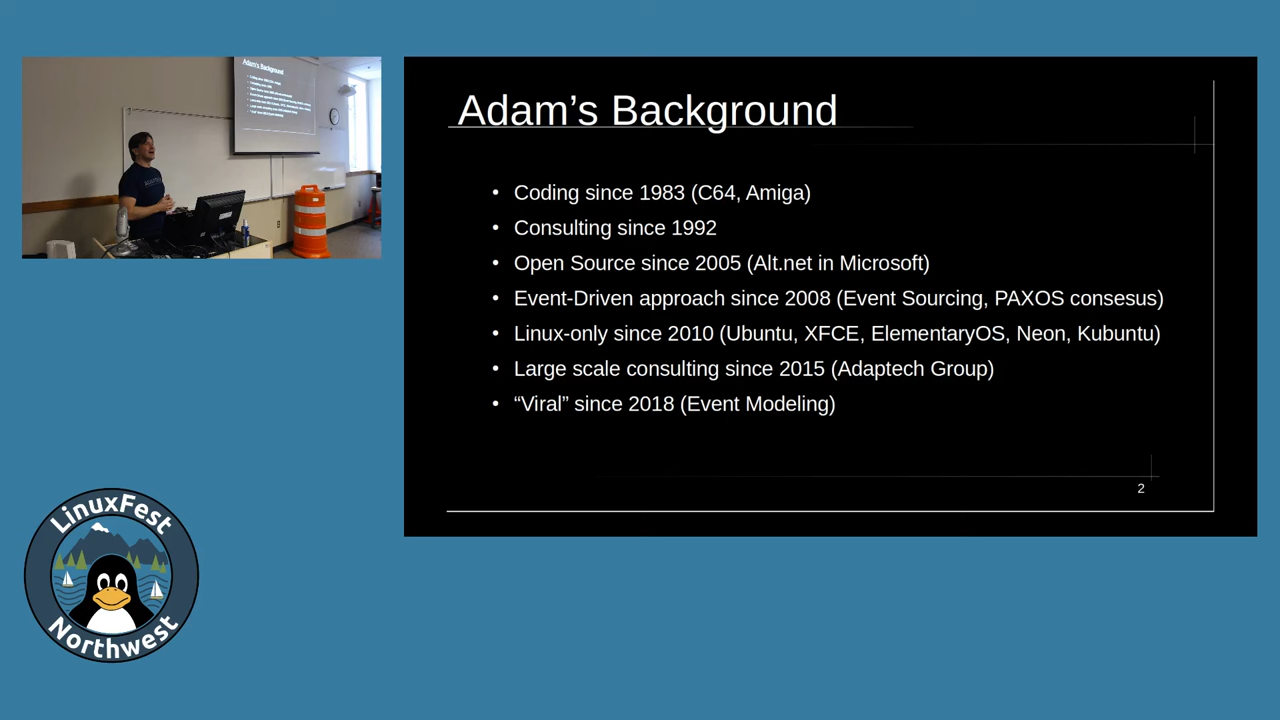 Adam's Background
Adam’s Background
• Coding since 1983 (C64, Amiga)
• Consulting since 1992
• Open Source since 2005 (Alt.net in Microsoft)
• Event-Driven approach since 2008 (Event Sourcing, PAXOS consesus)
• Linux-only since 2010 (Ubuntu, XFCE, ElementaryOS, Neon, Kubuntu)
• Large scale consulting since 2015 (Adaptech Group)
• “Viral” since 2018 (Event Modeling)
2
LinuxFest
Northwest